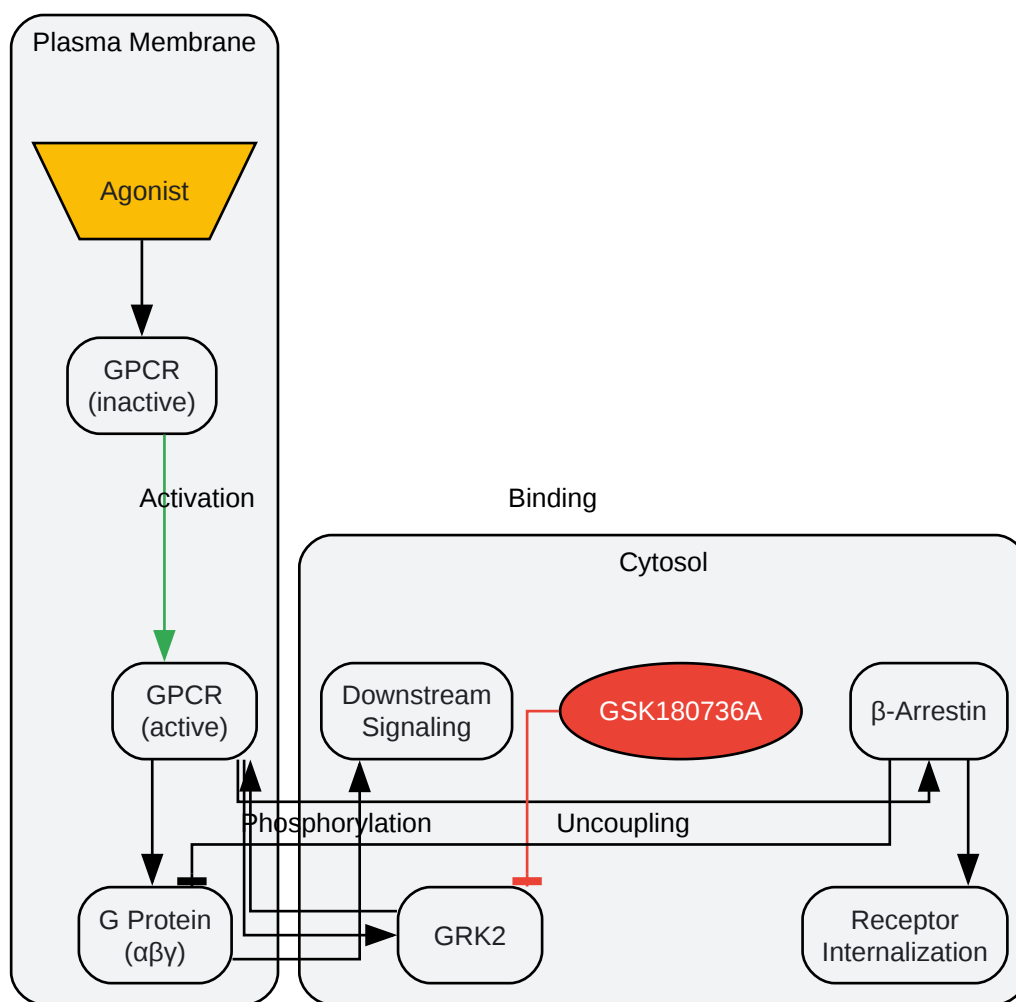 Plasma Membrane
Agonist
GPCR
(inactive)
Activation
Binding
Cytosol
GPCR
(active)
Downstream
Signaling
GSK180736A
β-Arrestin
Phosphorylation
Uncoupling
G Protein
(αβγ)
GRK2
Receptor
Internalization